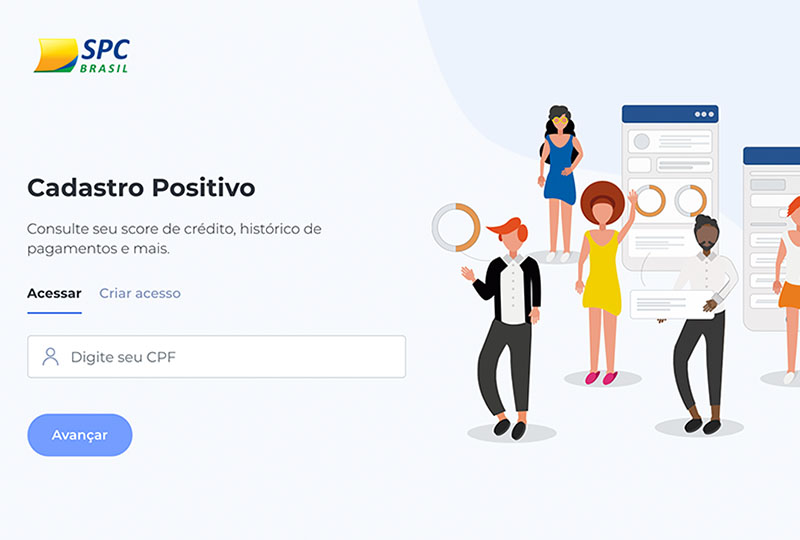 SPC
BRASIL
Cadastro Positivo
Consulte seu score de crédito, histórico de
pagamentos e mais.
Acessar Criar acesso
Digite seu CPF
Avançar